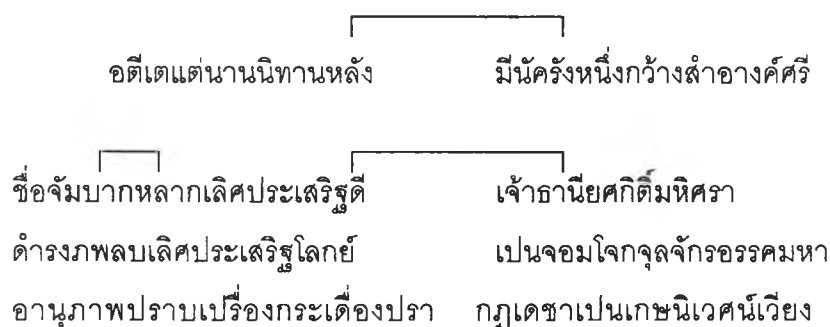 อตีเตแต่นานนิทานหลัง มีนัครังหนึ่งกว้างสำอางค์ศรี
ชื่อจัมบากหลากเลิศประเสริฐดี เจ้าธานียศกิติ์มหิศรา
ดำรงภพลบเลิศประเสริฐโลกย์ เปนจอมโจกจุลจักรอรรคมหา
อานุภาพปราบเปรื่องกระเดื่องปรา กฎเดชาเปนเกษนิเวศน์เวียง